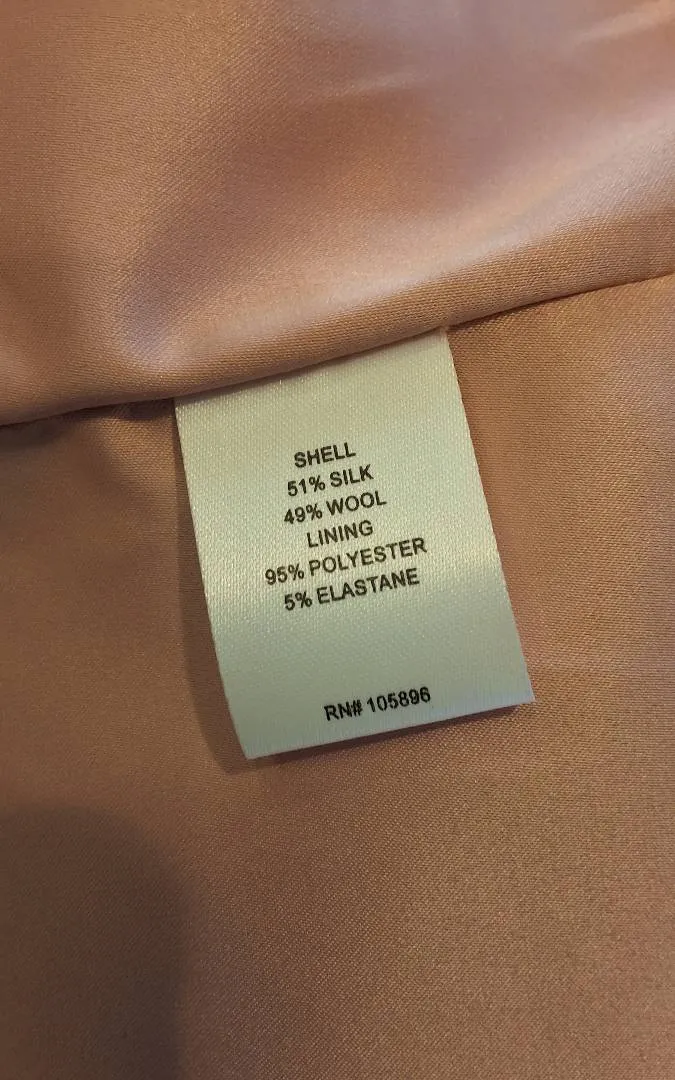 SHELL
51% SILK
49% WOOL
LINING
95% POLYESTER
5% ELASTANE
RN# 105896